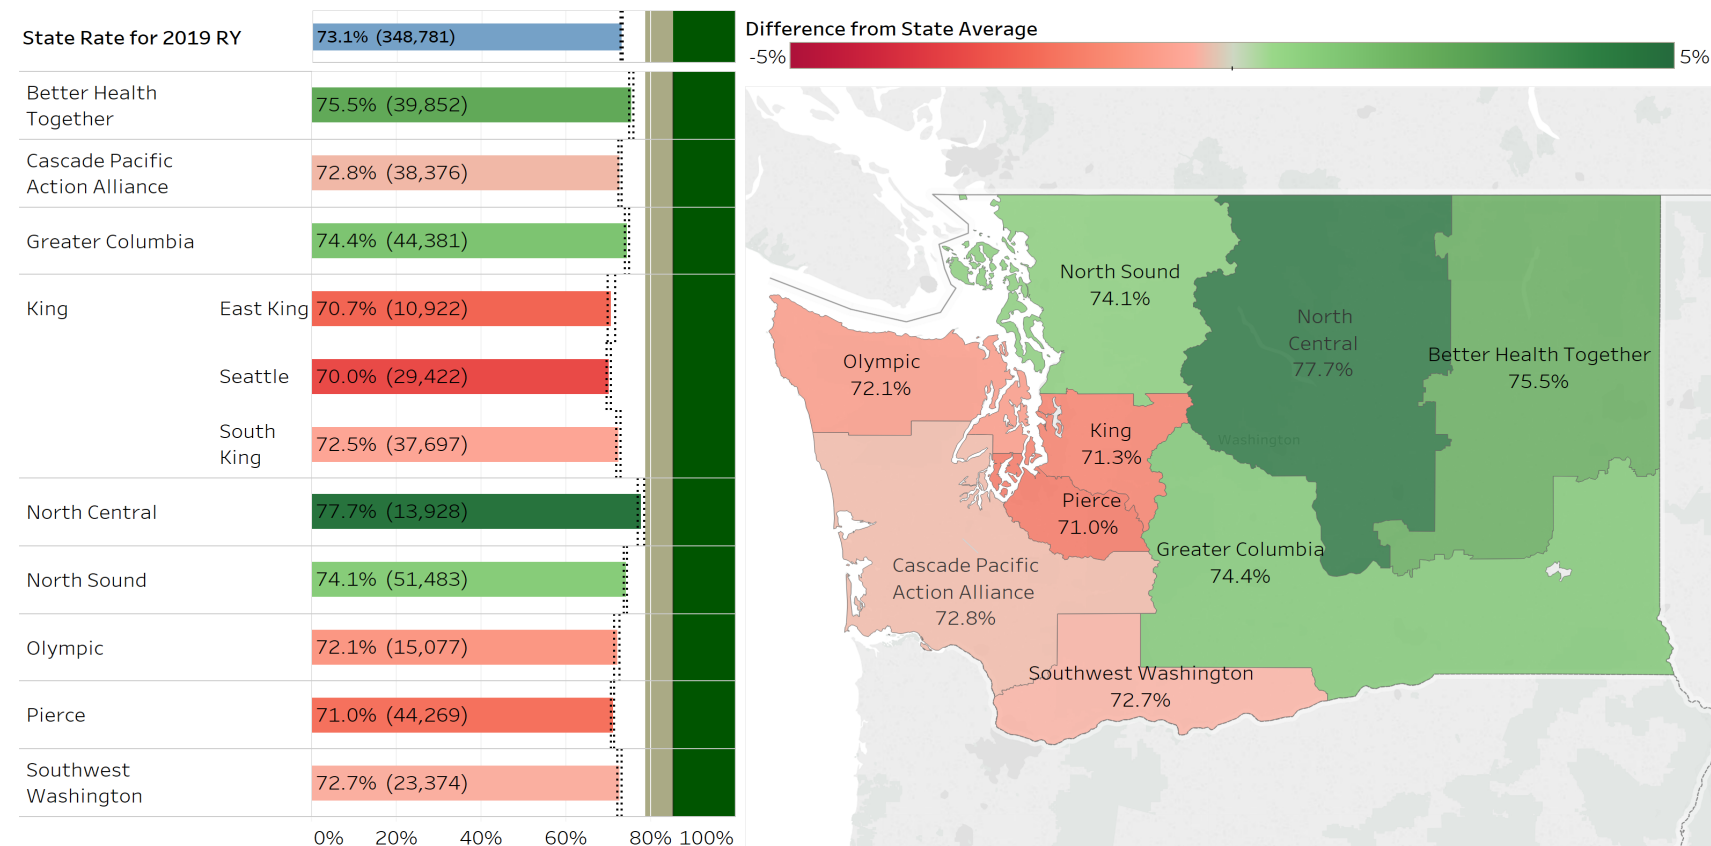 State Rate for 2019 RY
73.1% (348,781)
Better Health
Together
75.5% (39,852)
Cascade Pacific
Action Alliance
72.8% (38,376)
Greater Columbia
74.4% (44,381)
King
East King
70.7% (10,922)
Seattle
70.0% (29,422)
South
King
72.5% (37,697)
North Central
77.7% (13,928)
North Sound
74.1% (51,483)
Olympic
72.1% (15,077)
Pierce
71.0% (44,269)
Southwest
Washington
72.7% (23,374)
0% 20% 40% 60% 80% 100%
Difference from State Average
-5% 5%
North Sound
74.1%
North
Central
77.7%
Better Health Together
75.5%
Olympic
72.1%
King
71.3%
Washington
Pierce
71.0%
Greater Columbia
74.4%
Cascade Pacific
Action Alliance
72.8%
Southwest Washington
72.7%